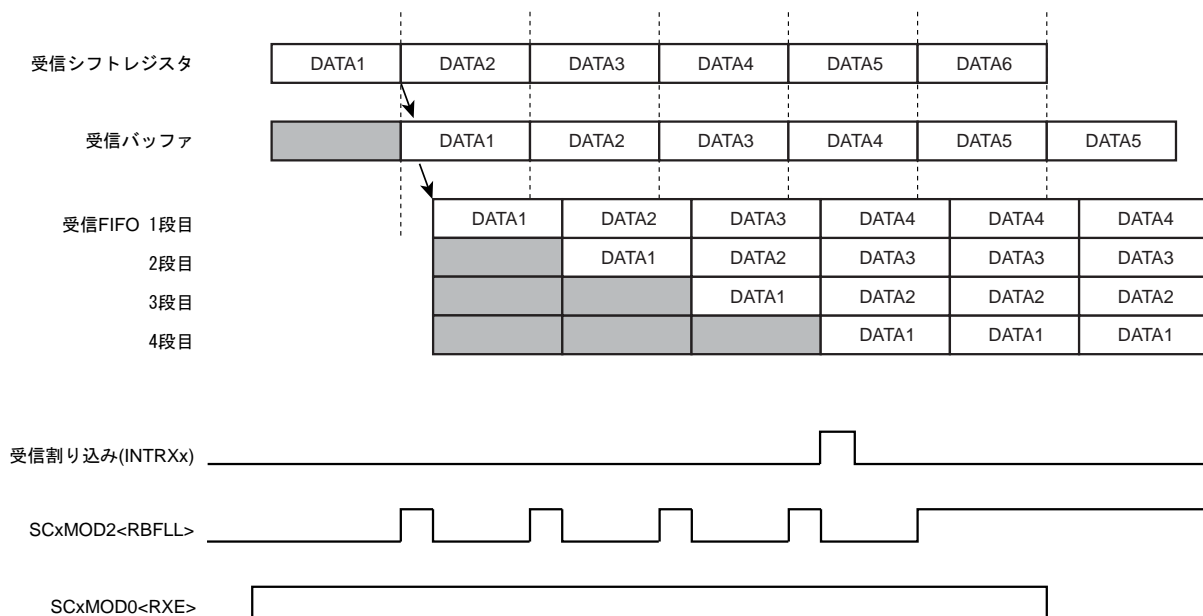 受信シフトレジスタ DATA1 DATA2 DATA3 DATA4 DATA5 DATA6
受信バッファ DATA1 DATA2 DATA3 DATA4 DATA5 DATA5
受信FIFO 1段目 DATA1 DATA2 DATA3 DATA4 DATA4 DATA4
2段目 DATA1 DATA2 DATA3 DATA3 DATA3
3段目 DATA1 DATA2 DATA2 DATA2
4段目 DATA1 DATA1 DATA1
受信割り込み(INTRXx)
SCxMOD2<RBFLL>
SCxMOD0<RXE>